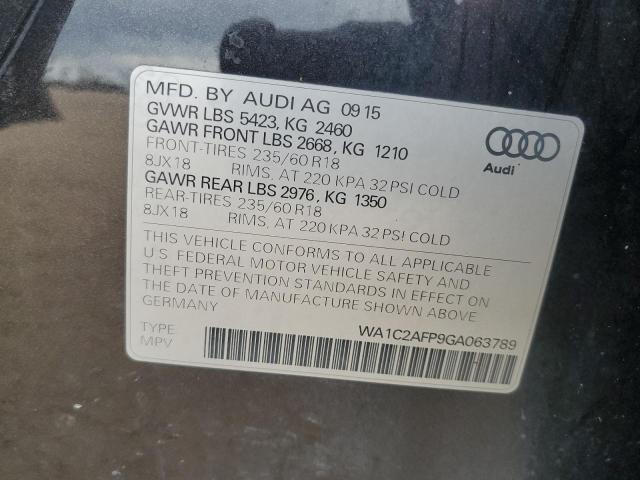 MFD. BY AUDI AG 09 15
GVWR LBS 5423, KG 2460
GAWR FRONT LBS 2668, KG 1210
FRONT-TIRES 235/60 R18
8JX18 RIMS, AT 220 KPA 32 PSI COLD
GAWR REAR LBS 2976, KG 1350
REAR-TIRES 235/60 R18
8JX18 RIMS, AT 220 KPA 32 PSI COLD
THIS VEHICLE CONFORMS TO ALL APPLICABLE
U.S. FEDERAL MOTOR VEHICLE SAFETY AND
THEFT PREVENTION STANDARDS IN EFFECT ON
THE DATE OF MANUFACTURE SHOWN ABOVE
GERMANY
TYPE
MPV
WA1C2AFP9GA063789
Audi